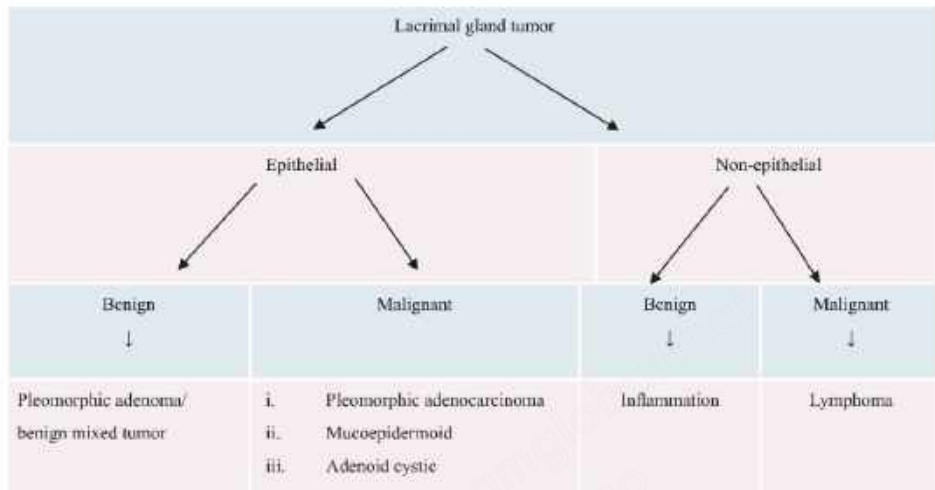 Lacrimal gland tumor
Epithelial
Non-epithelial
Benign
↓
Malignant
Benign
↓
Malignant
↓
Pleomorphic adenoma/
benign mixed tumor
i. Pleomorphic adenocarcinoma
ii. Mucoepidermoid
iii. Adenoid cystic
Inflammation
Lymphoma